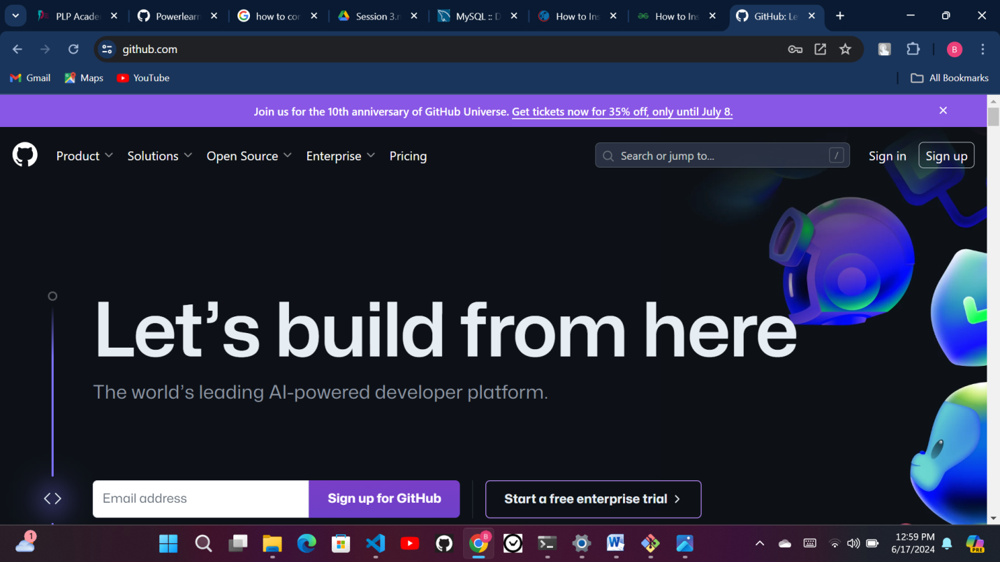 PLP Acade
Powerlearn
how to cor
Session 3.r
MySQL :: D
How to Ins
How to Ins
GitHub: Le
github.com
B
Gmail
Maps
YouTube
All Bookmarks
Join us for the 10th anniversary of GitHub Universe. Get tickets now for 35% off, only until July 8.
Product
Solutions
Open Source
Enterprise
Pricing
Search or jump to...
/
Sign in
Sign up
Let’s build from here
The world’s leading AI-powered developer platform.
Email address
Sign up for GitHub
Start a free enterprise trial
1
B
W
12:59 PM
6/17/2024
PRE